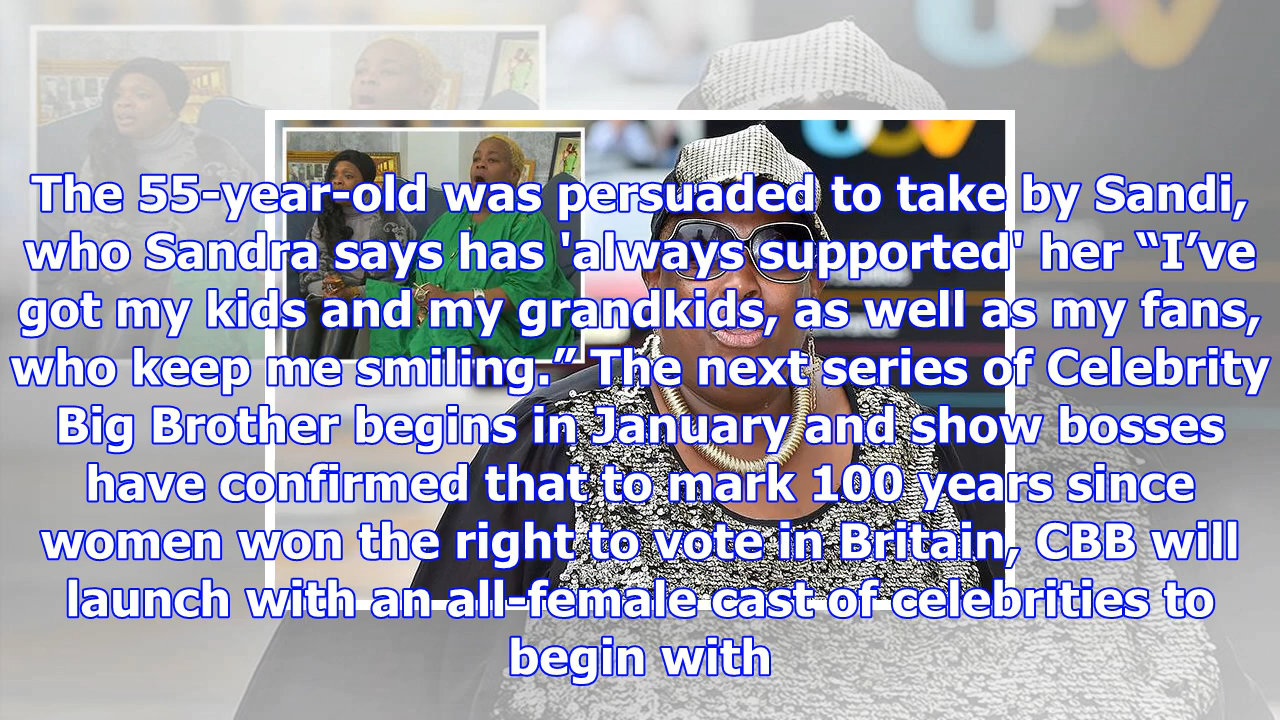 The 55-year-old was persuaded to take by Sandi,
who Sandra says has 'always supported' her “I’ve
got my kids and my grandkids, as well as my fans,
who keep me smiling.” The next series of Celebrity
Big Brother begins in January and show bosses
have confirmed that to mark 100 years since
women won the right to vote in Britain, CBB will
launch with an all-female cast of celebrities to
begin with